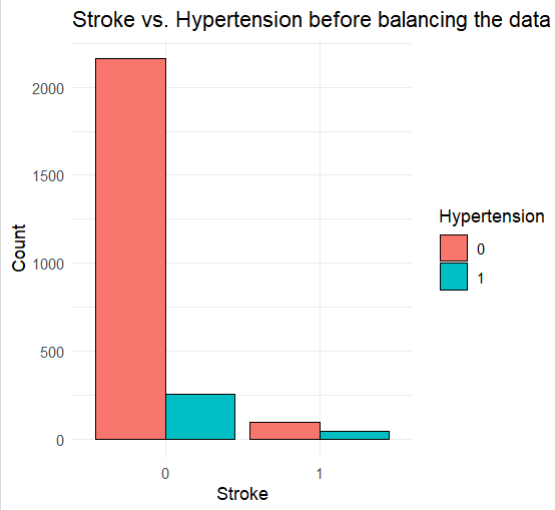 Stroke vs. Hypertension before balancing the data
2000
1500
1000
500
0
Count
0
1
Stroke
Hypertension
0
1